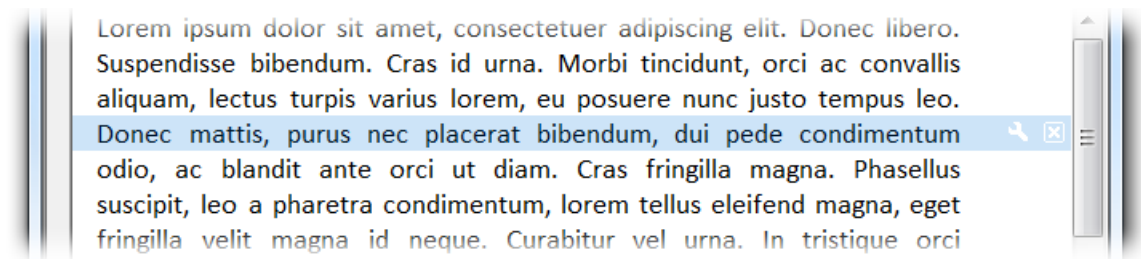 Lorem ipsum dolor sit amet, consectetuer adipiscing elit. Donec libero.
Suspendisse bibendum. Cras id urna. Morbi tincidunt, orci ac convallis
aliquam, lectus turpis varius lorem, eu posuere nunc justo tempus leo.
Donec mattis, purus nec placerat bibendum, dui pede condimentum
odio, ac blandit ante orci ut diam. Cras fringilla magna. Phasellus
suscipit, leo a pharetra condimentum, lorem tellus eleifend magna, eget
fringilla velit magna id neque. Curabitur vel urna. In tristique orci